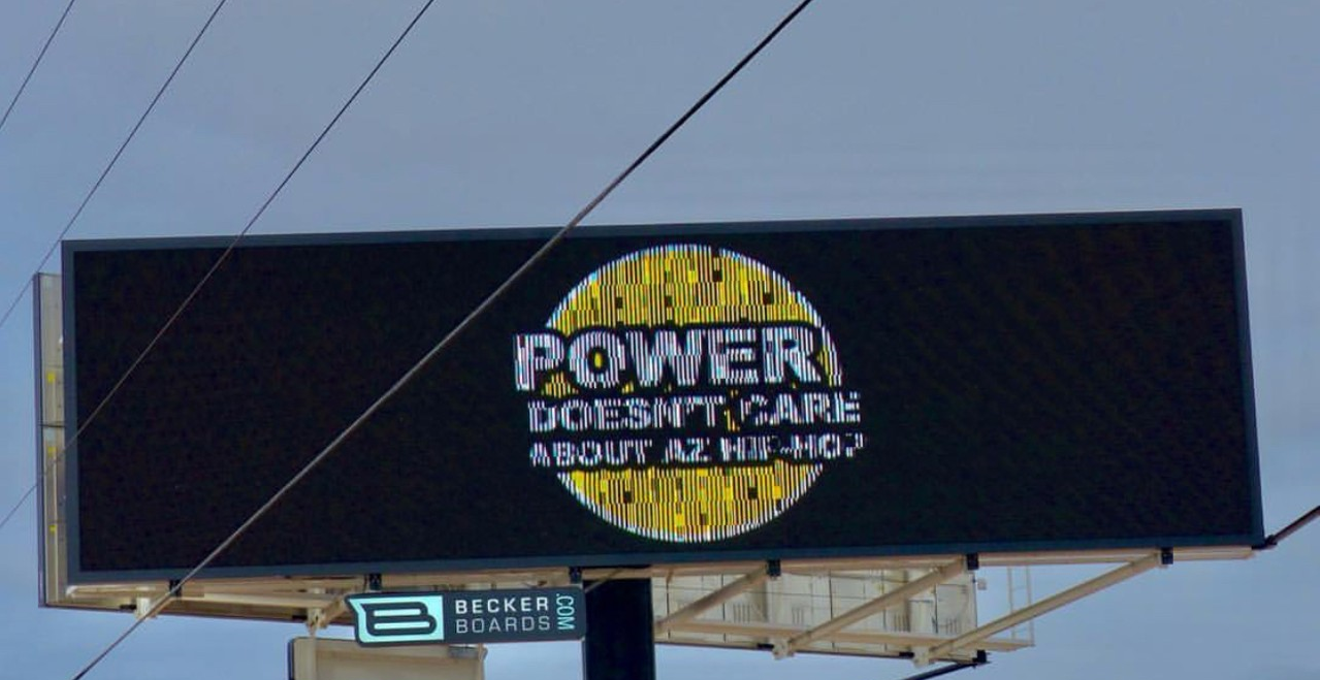 POWER
DOESN'T CARE
ABOUT AZ HIP-HOP
BECKER
BOARDS
.COM